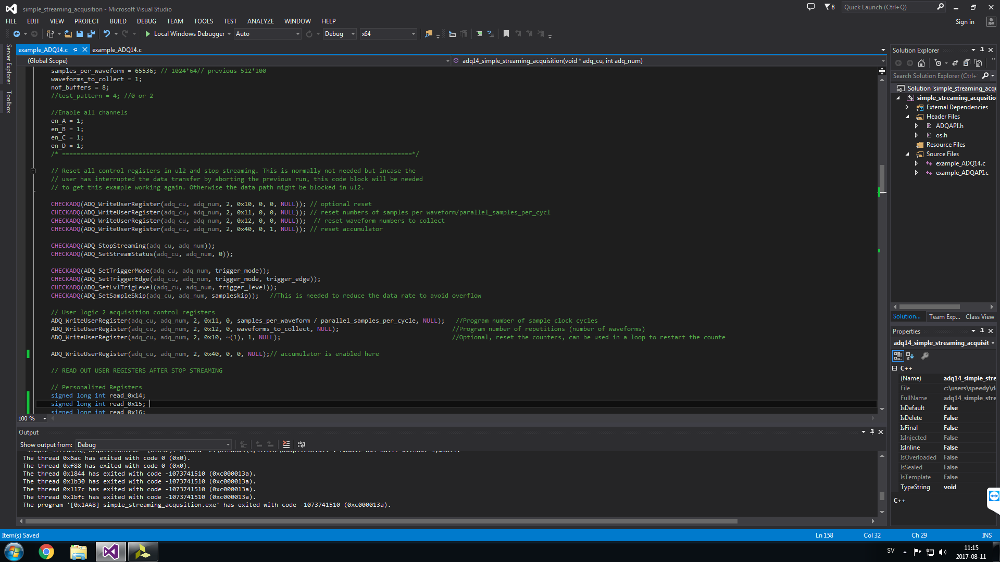 simple_streaming_acqusition - Microsoft Visual Studio
8
Quick Launch (Ctrl+Q)
FILE EDIT VIEW PROJECT BUILD DEBUG TEAM TOOLS TEST ANALYZE WINDOW HELP
Sign in
Local Windows Debugger Auto Debug x64
Server Explorer
Toolbox
example_ADQ14.c example_ADQ14.c
(Global Scope) adq14_simple_streaming_acquisition(void * adq_cu, int adq_num)
samples_per_waveform = 65536; // 1024*64// previous 512*100
waveforms_to_collect = 1;
nof_buffers = 8;
//test_pattern = 4; //0 or 2
//Enable all channels
en_A = 1;
en_B = 1;
en_C = 1;
en_D = 1;
/* ================================================================================================*/
// Reset all control registers in ul2 and stop streaming. This is normally not needed but incase the
// user has interrupted the data transfer by aborting the previous run, this code block will be needed
// to get this example working again. Otherwise the data path might be blocked in ul2.
CHECKADQ(ADQ_WriteUserRegister(adq_cu, adq_num, 2, 0x10, 0, 0, NULL)); // optional reset
CHECKADQ(ADQ_WriteUserRegister(adq_cu, adq_num, 2, 0x11, 0, 0, NULL)); // reset numbers of samples per waveform/parallel_samples_per_cycl
CHECKADQ(ADQ_WriteUserRegister(adq_cu, adq_num, 2, 0x12, 0, 0, NULL)); // reset waveform numbers to collect
CHECKADQ(ADQ_WriteUserRegister(adq_cu, adq_num, 2, 0x40, 0, 1, NULL)); // reset accumulator
CHECKADQ(ADQ_StopStreaming(adq_cu, adq_num));
CHECKADQ(ADQ_SetStreamStatus(adq_cu, adq_num, 0));
CHECKADQ(ADQ_SetTriggerMode(adq_cu, adq_num, trigger_mode));
CHECKADQ(ADQ_SetTriggerEdge(adq_cu, adq_num, trigger_mode, trigger_edge));
CHECKADQ(ADQ_SetLvlTrigLevel(adq_cu, adq_num, trigger_level));
CHECKADQ(ADQ_SetSampleSkip(adq_cu, adq_num, sampleskip)); //This is needed to reduce the data rate to avoid overflow
// User logic 2 acquisition control registers
ADQ_WriteUserRegister(adq_cu, adq_num, 2, 0x11, 0, samples_per_waveform / parallel_samples_per_cycle, NULL); //Program number of sample clock cycles
ADQ_WriteUserRegister(adq_cu, adq_num, 2, 0x12, 0, waveforms_to_collect, NULL); //Program number of repetitions (number of waveforms)
ADQ_WriteUserRegister(adq_cu, adq_num, 2, 0x10, ~(1), 1, NULL); //Optional, reset the counters, can be used in a loop to restart the counte
ADQ_WriteUserRegister(adq_cu, adq_num, 2, 0x40, 0, 0, NULL);// accumulator is enabled here
// READ OUT USER REGISTERS AFTER STOP STREAMING
// Personalized Registers
signed long int read_0x14;
signed long int read_0x15;
signed long int read_0x16;
100 %
Output
Show output from: Debug
The thread 0x6ac has exited with code 0 (0x0).
The thread 0xf88 has exited with code 0 (0x0).
The thread 0x1844 has exited with code -1073741510 (0xc000013a).
The thread 0x1b30 has exited with code -1073741510 (0xc000013a).
The thread 0x117c has exited with code -1073741510 (0xc000013a).
The thread 0x1bfc has exited with code -1073741510 (0xc000013a).
The program '[0x1AA8] simple_streaming_acqusition.exe' has exited with code -1073741510 (0xc000013a).
Solution Explorer
Search Solution Explorer (Ctrl+
Solution 'simple_streaming_acqu
simple_streaming_acqusitio
External Dependencies
Header Files
ADQAPI.h
os.h
Resource Files
Source Files
example_ADQ14.c
example_ADQAPI.c
Solution... Team Exp... Class View
Properties
adq14_simple_streaming_acquisit
C++
(Name) adq14_simple_stre
File c:\users\speedy\d
FullName adq14_simple_stre
IsDefault False
IsDelete False
IsFinal False
IsInjected False
IsInline False
IsOverloaded False
IsSealed False
IsTemplate False
TypeString void
C++
Item(s) Saved Ln 158 Col 32 Ch 29 INS
SV 11:15
2017-08-11